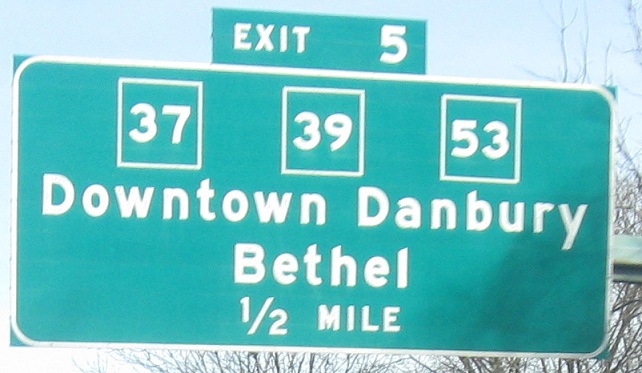 EXIT 5
37 39 53
Downtown Danbury
Bethel
1/2 MILE